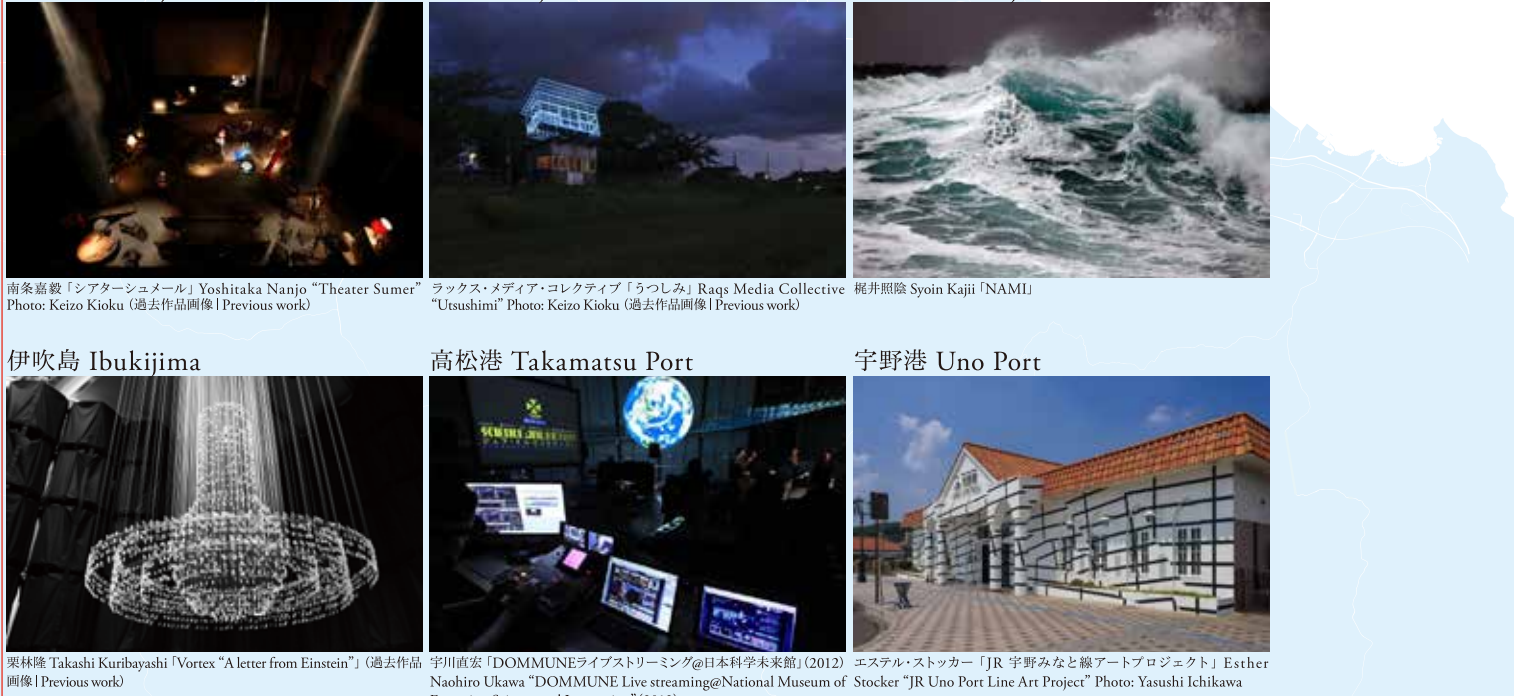 南条嘉毅「シアターシュメール」Yoshitaka Nanjo “Theater Sumer”
Photo: Keizo Kioku（過去作品画像 | Previous work）
ラックス・メディア・コレクティブ「うつしみ」Raqs Media Collective
“Utsushimi” Photo: Keizo Kioku（過去作品画像 | Previous work）
梶井照陰 Syoin Kajii「NAMI」
伊吹島 Ibukijima
高松港 Takamatsu Port
宇野港 Uno Port
栗林隆 Takashi Kuribayashi「Vortex “A letter from Einstein”」（過去作品
画像 | Previous work）
宇川直宏「DOMMUNEライブストリーミング@日本科学未来館」（2012）
Naohiro Ukawa “DOMMUNE Live streaming@National Museum of
エステル・ストッカー「JR 宇野みなと線アートプロジェクト」Esther
Stocker “JR Uno Port Line Art Project” Photo: Yasushi Ichikawa